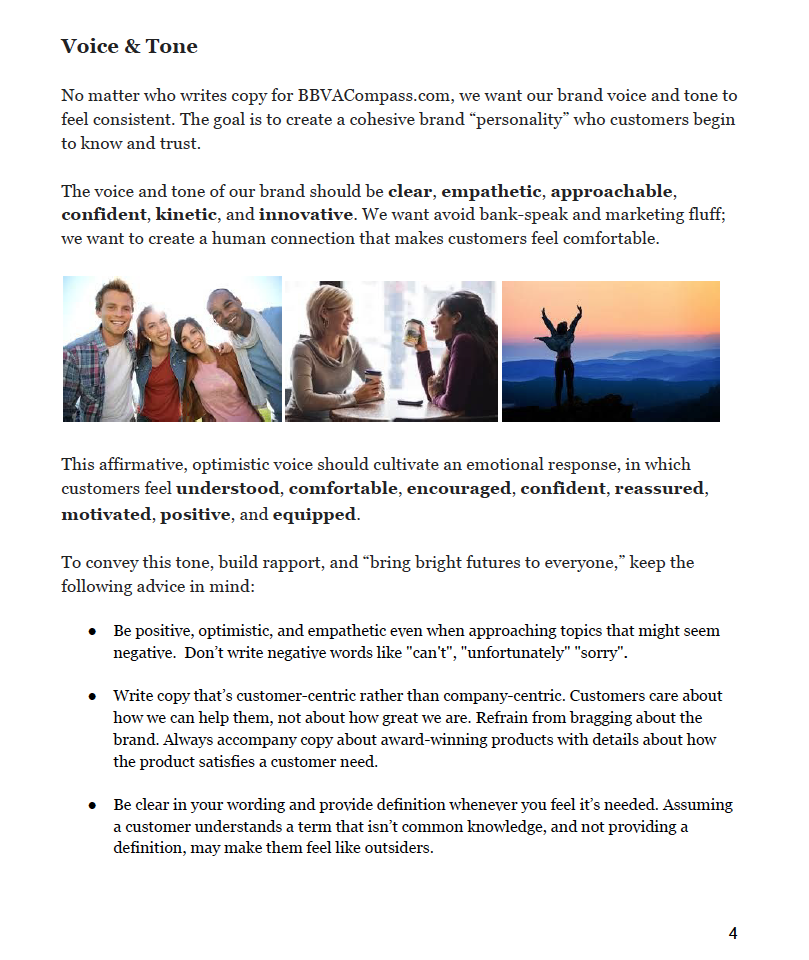 Voice & Tone
No matter who writes copy for BBVACompass.com, we want our brand voice and tone to
feel consistent. The goal is to create a cohesive brand “personality” who customers begin
to know and trust.
The voice and tone of our brand should be clear, empathetic, approachable,
confident, kinetic, and innovative. We want avoid bank-speak and marketing fluff;
we want to create a human connection that makes customers feel comfortable.
This affirmative, optimistic voice should cultivate an emotional response, in which
customers feel understood, comfortable, encouraged, confident, reassured,
motivated, positive, and equipped.
To convey this tone, build rapport, and “bring bright futures to everyone,” keep the
following advice in mind:
● Be positive, optimistic, and empathetic even when approaching topics that might seem
negative.  Don’t write negative words like "can't", "unfortunately" "sorry".
● Write copy that’s customer-centric rather than company-centric. Customers care about
how we can help them, not about how great we are. Refrain from bragging about the
brand. Always accompany copy about award-winning products with details about how
the product satisfies a customer need.
● Be clear in your wording and provide definition whenever you feel it’s needed. Assuming
a customer understands a term that isn’t common knowledge, and not providing a
definition, may make them feel like outsiders.
4